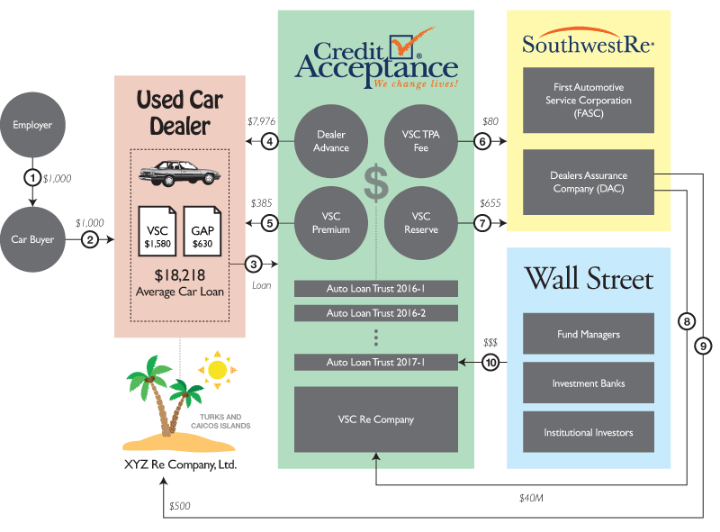 Employer
1
$1,000
Car Buyer
$1,000
2
Used Car
Dealer
VSC
$1,580
GAP
$630
$18,218
Average Car Loan
3
Loan
$7,976
4
$385
5
TURKS AND
CAICOS ISLANDS
XYZ Re Company, Ltd.
$500
Credit
Acceptance
We change lives!
Dealer
Advance
VSC TPA
Fee
$
VSC
Premium
VSC
Reserve
Auto Loan Trust 2016-1
Auto Loan Trust 2016-2
Auto Loan Trust 2017-1
VSC Re Company
$80
6
$655
7
SouthwestRe
First Automotive
Service Corporation
(FASC)
Dealers Assurance
Company (DAC)
Wall Street
Fund Managers
Investment Banks
Institutional Investors
$$$
10
8
9
$40M